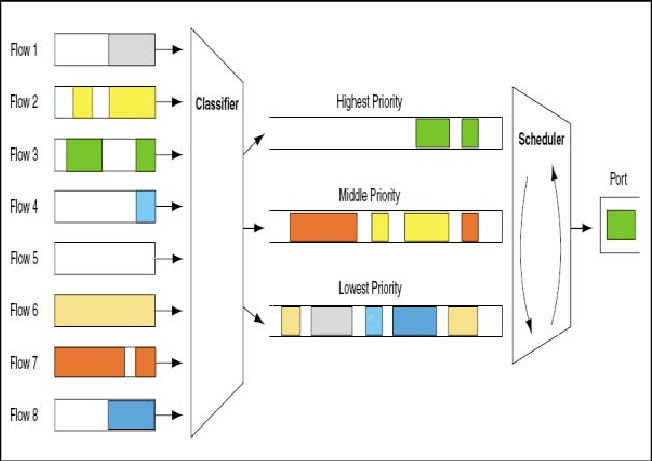 Flow 1
Flow 2
Flow 3
Flow 4
Flow 5
Flow 6
Flow 7
Flow 8
Classifier
Highest Priority
Middle Priority
Lowest Priority
Scheduler
Port